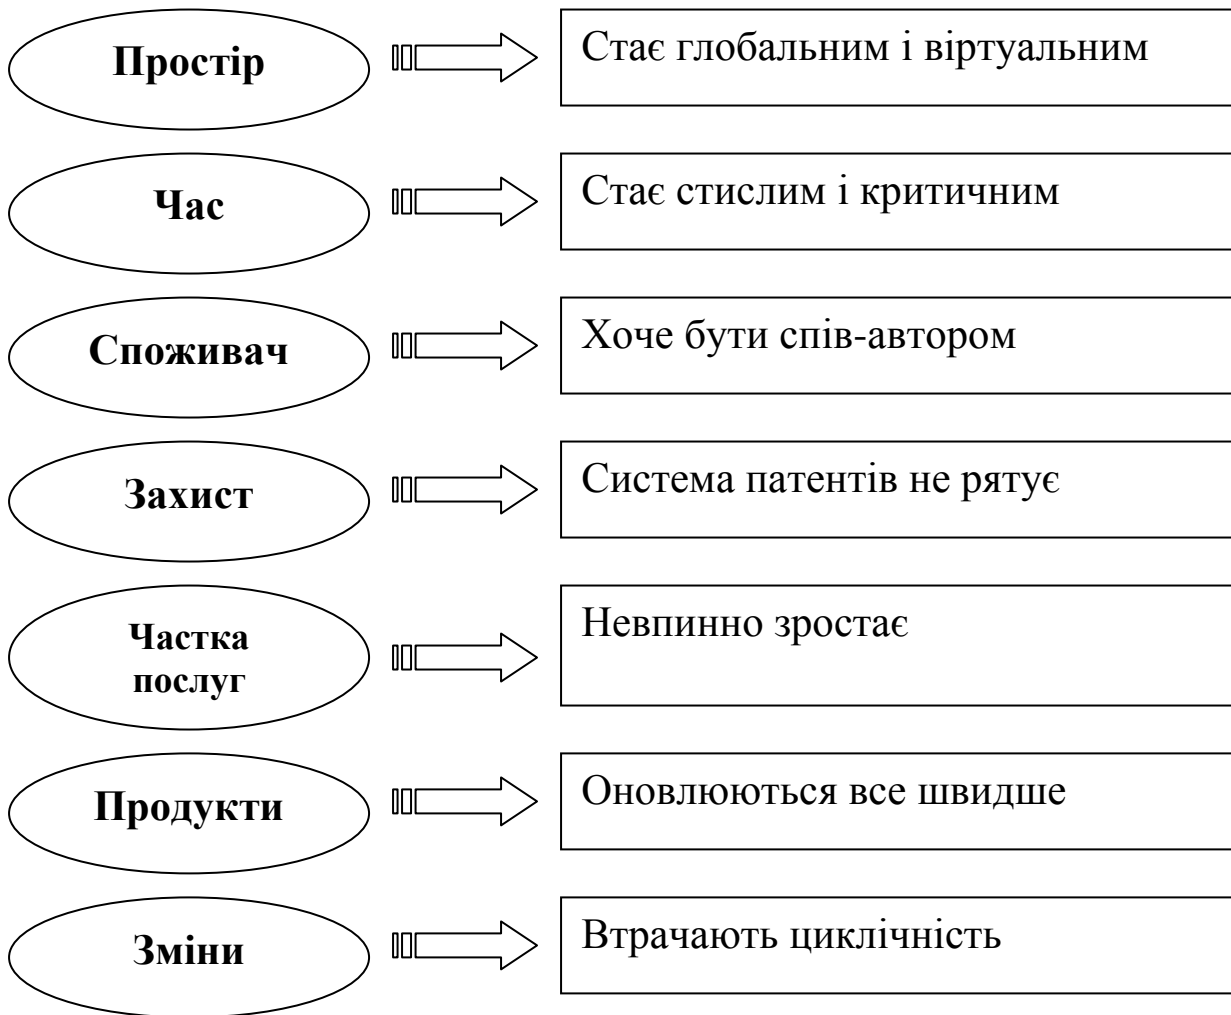 Простір
Стає глобальним і віртуальним
Час
Стає стислим і критичним
Споживач
Хоче бути спів-автором
Захист
Система патентів не рятує
Частка
послуг
Невпинно зростає
Продукти
Оновлюються все швидше
Зміни
Втрачають циклічність